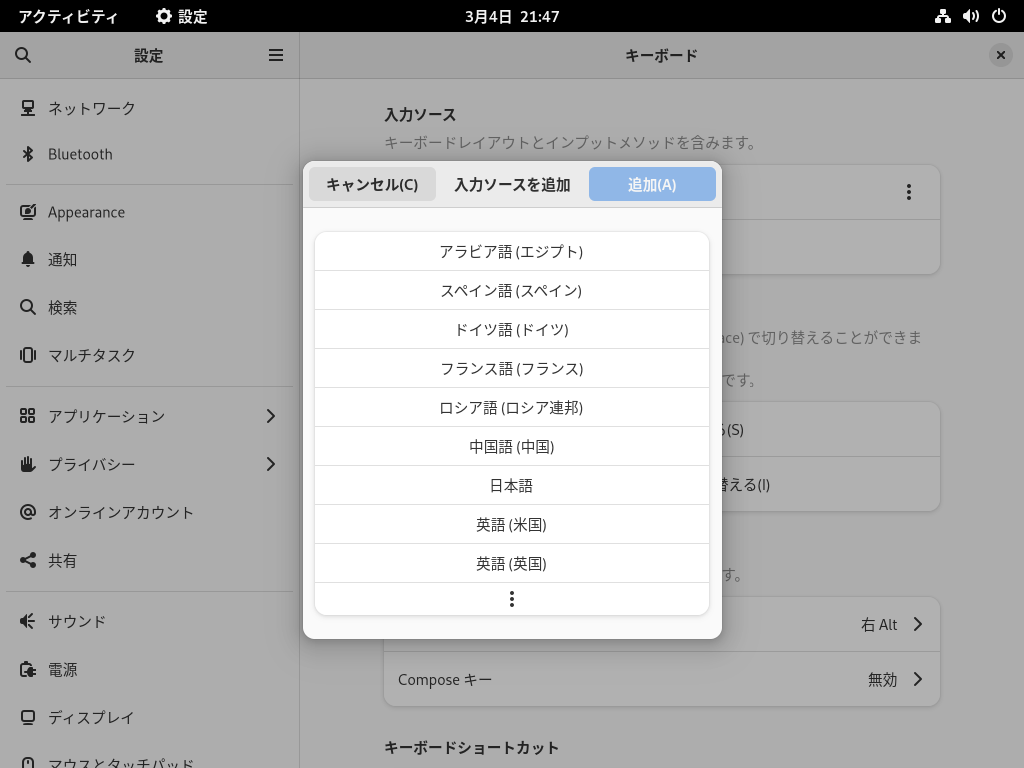 アクティビティ
設定
3月4日 21:47
設定
キーボード
ネットワーク
Bluetooth
Appearance
通知
検索
マルチタスク
アプリケーション
プライバシー
オンラインアカウント
共有
サウンド
電源
ディスプレイ
マウスとタッチパッド
入力ソース
キーボードレイアウトとインプットメソッドを含みます。
キャンセル(C)
入力ソースを追加
追加(A)
アラビア語 (エジプト)
スペイン語 (スペイン)
ドイツ語 (ドイツ)
フランス語 (フランス)
ロシア語 (ロシア連邦)
中国語 (中国)
日本語
英語 (米国)
英語 (英国)
ace) で切り替えることができま
です。
る(S)
替える(I)
す。
右 Alt
Compose キー
無効
キーボードショートカット